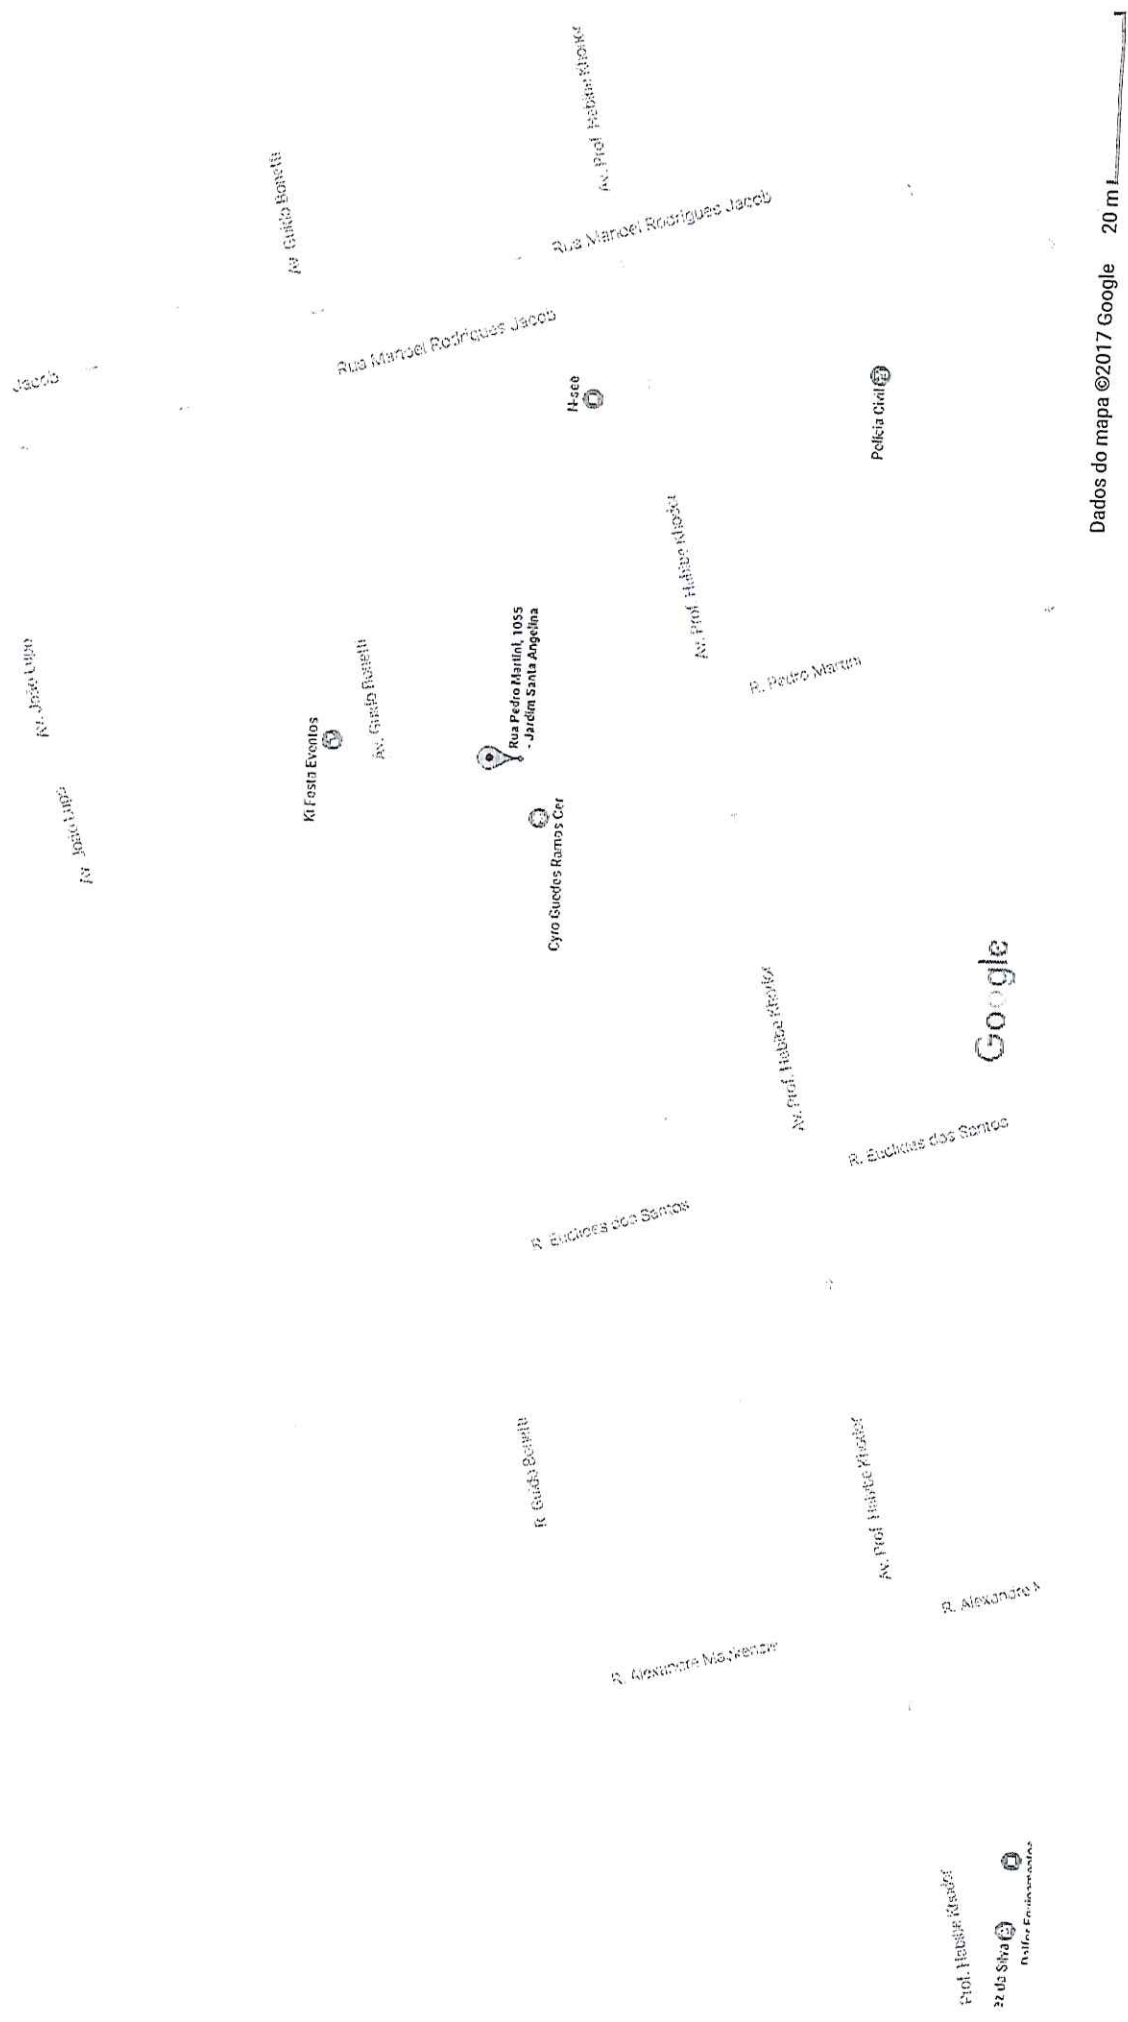 Av. João Lupo
Av. João Lupo
Jacob
Ki Festa Eventos
Av. Guido Bonetti
Av. Guido Bonetti
Rua Manoel Rodrigues Jacob
R. Guido Bonetti
Rua Pedro Martini, 1055
- Jardim Santa Angelina
Cyro Guedes Ramos Cer
N-see
Rua Manoel Rodrigues Jacob
Av. Prof. Habibe Khoder
R. Euclides dos Santos
Av. Prof. Habibe Khoder
R. Pedro Martini
R. Alexandre Mackenzie
Av. Prof. Habibe Khoder
Polícia Civil
R. Euclides dos Santos
Av. Prof. Habibe Khoder
R. Alexandre M
Prof. Habibe Khoder
ez da Silva
Google
Dados do mapa ©2017 Google 20 m